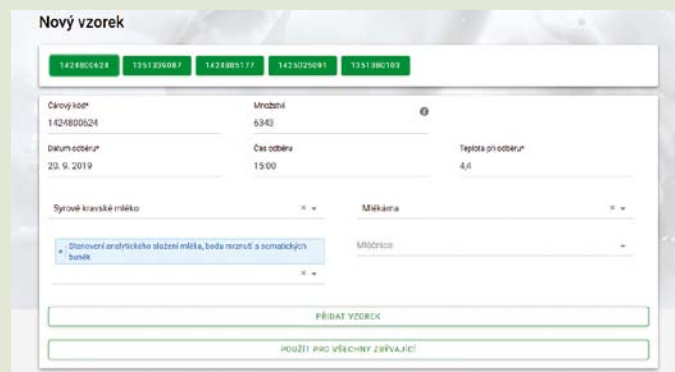 Nový vzorek
1424800624 1351339087 1424885177 1425025091 1351380103
Čárový kód* Množství
1424800624 6343
Datum odběru* Čas odběru Teplota při odběru*
20. 9. 2019 15:00 4,4
Syrové kravské mléko × Mlékárna ×
× Stanovení analytického složení mléka, bodu mrznutí a somatických Mléčnice
buněk
×
PŘIDAT VZOREK
POUŽÍT PRO VŠECHNY ZBÝVAJÍCÍ